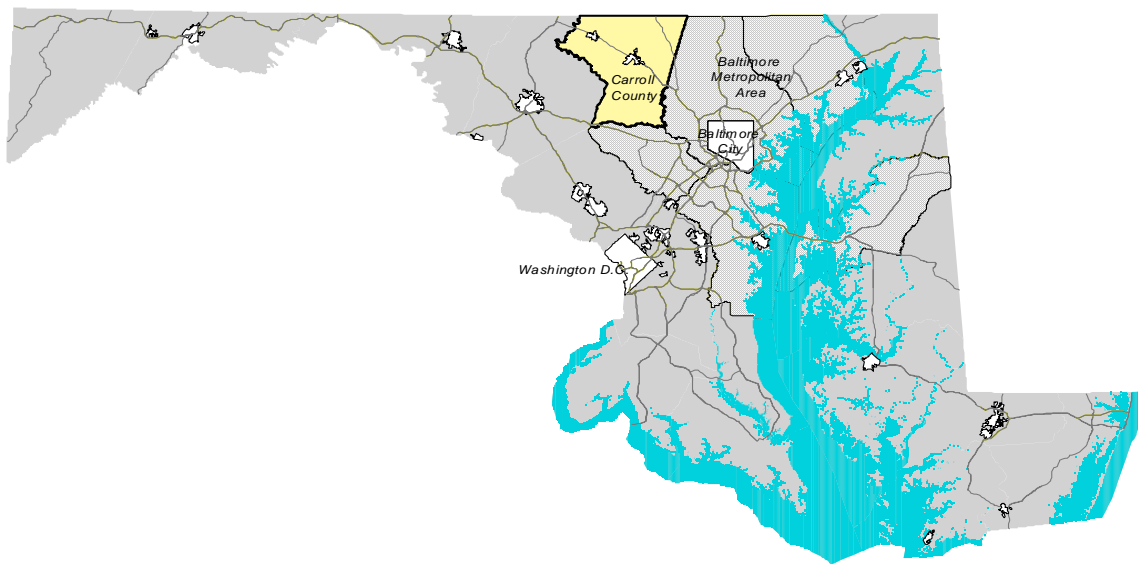 Baltimore
Metropolitan
Area
Carroll
County
Baltimore
City
Washington D.C.